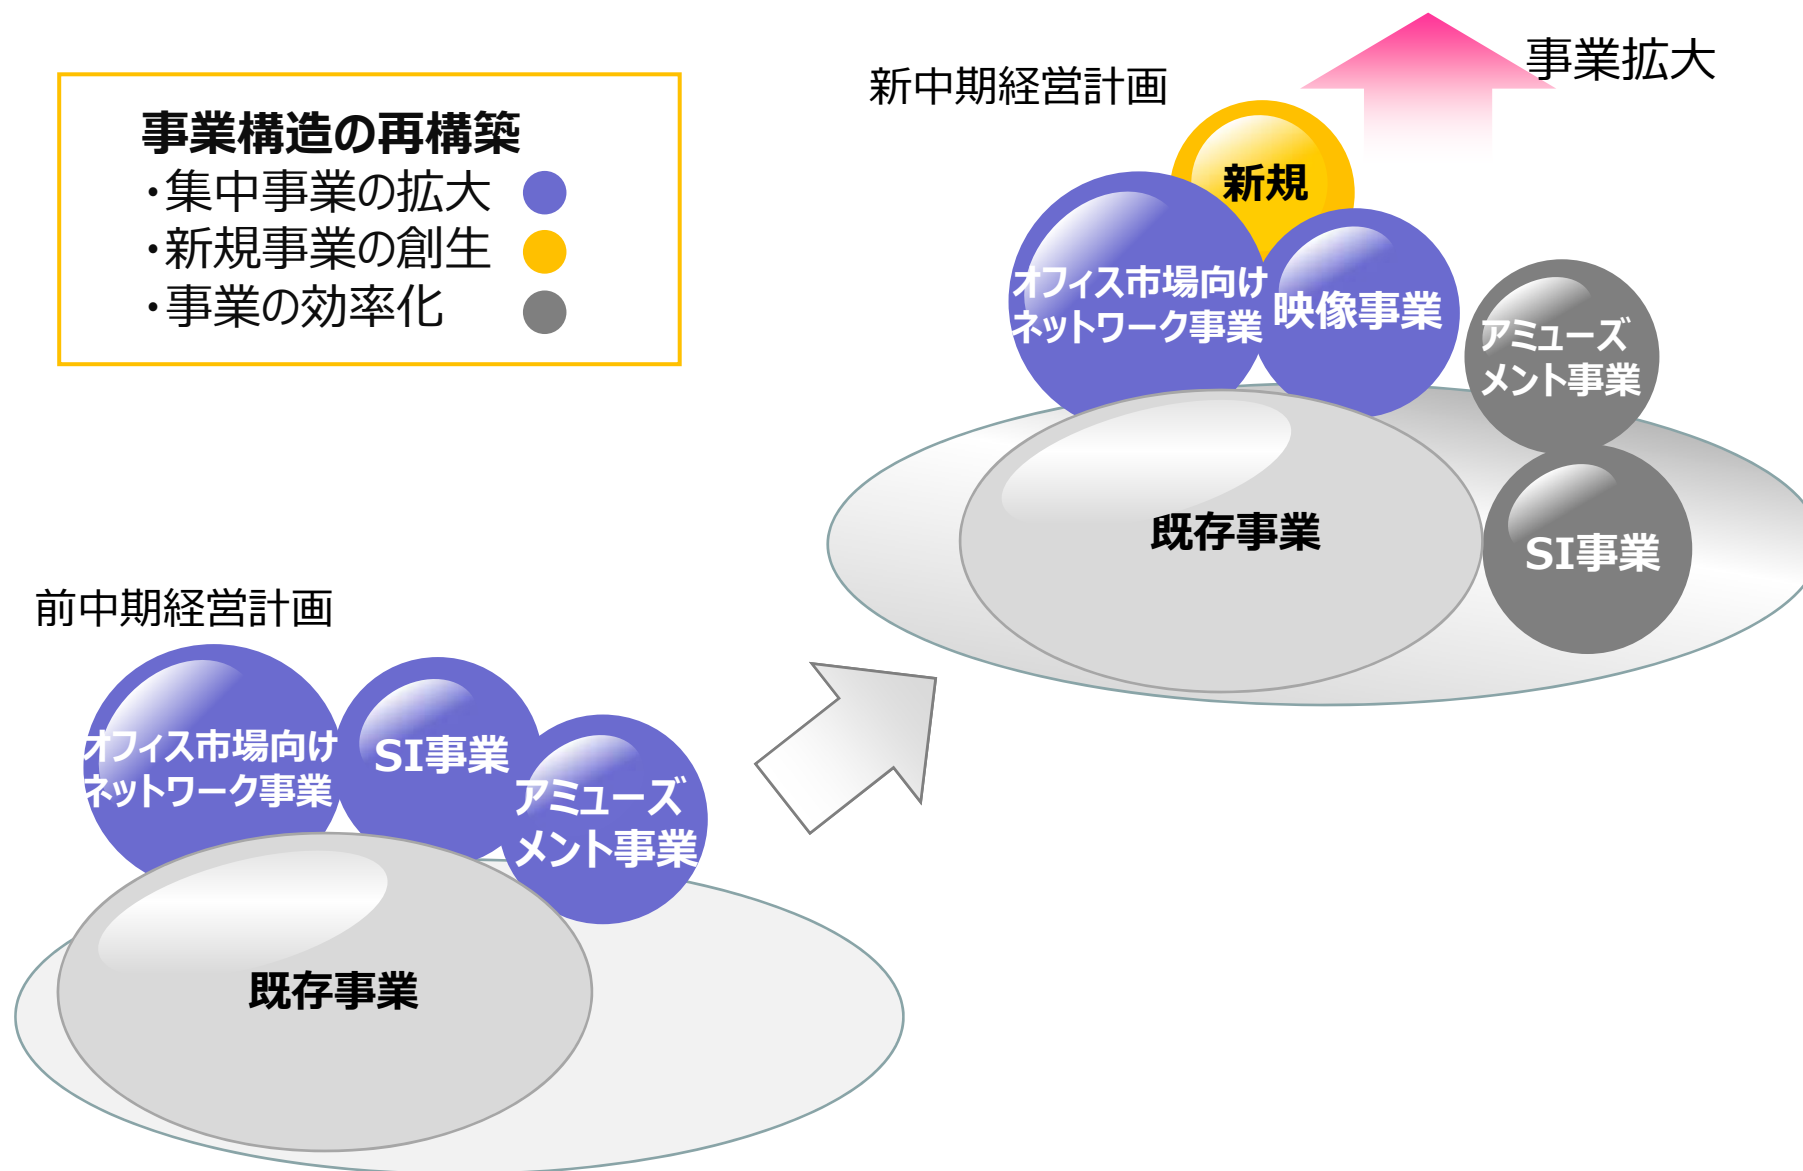 事業構造の再構築
・集中事業の拡大
・新規事業の創生
・事業の効率化
新中期経営計画
事業拡大
新規
オフィス市場向け
ネットワーク事業
映像事業
アミューズ
メント事業
既存事業
SI事業
前中期経営計画
オフィス市場向け
ネットワーク事業
SI事業
アミューズ
メント事業
既存事業